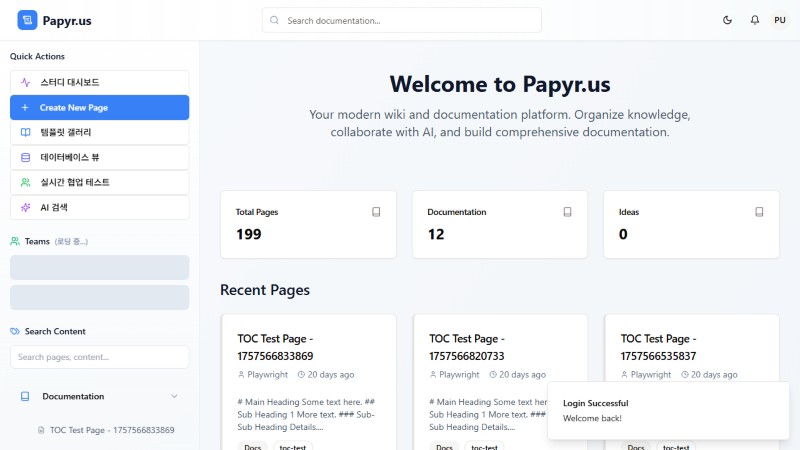 Papyr.us
Search documentation...
PU
Quick Actions
스터디 대시보드
Create New Page
템플릿 갤러리
데이터베이스 뷰
실시간 협업 테스트
AI 검색
Teams (로딩 중...)
Search Content
Search pages, content...
Documentation
TOC Test Page - 1757566833869
Welcome to Papyr.us
Your modern wiki and documentation platform. Organize knowledge,
collaborate with AI, and build comprehensive documentation.
Total Pages
199
Documentation
12
Ideas
0
Recent Pages
TOC Test Page -
1757566833869
Playwright 20 days ago
# Main Heading Some text here. ##
Sub Heading 1 More text. ### Sub-
Sub Heading Details....
Docs toc-test
TOC Test Page -
1757566820733
Playwright 20 days ago
# Main Heading Some text here.
Sub Heading 1 More text. ###
Sub Heading Details....
Docs toc-test
TOC Test Page -
1757566535837
Playwright 20 days ago
Docs toc-test
Login Successful
Welcome back!